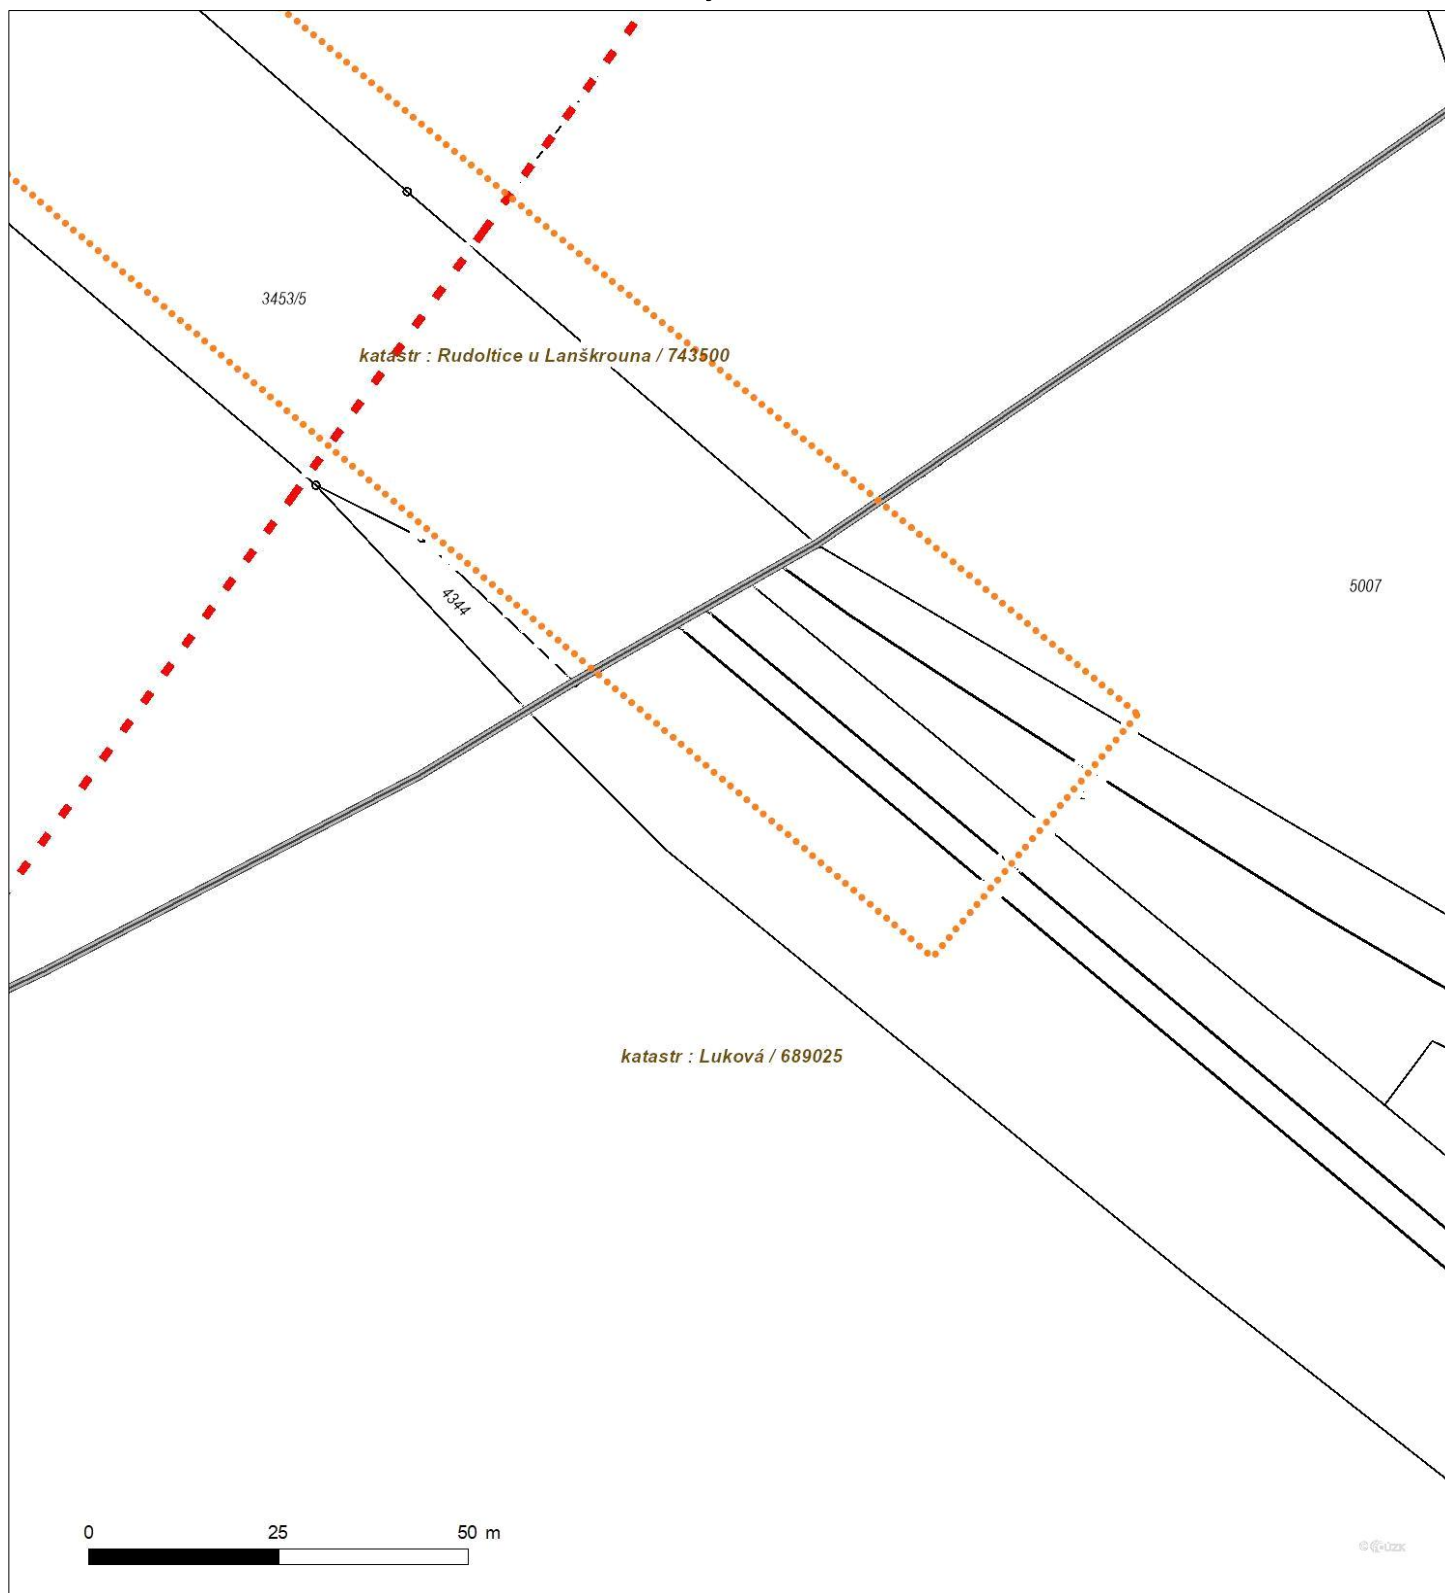 3453/5
katastr : Rudoltice u Lanškrouna / 743500
5007
4344
katastr : Luková / 689025
0 25 50 m